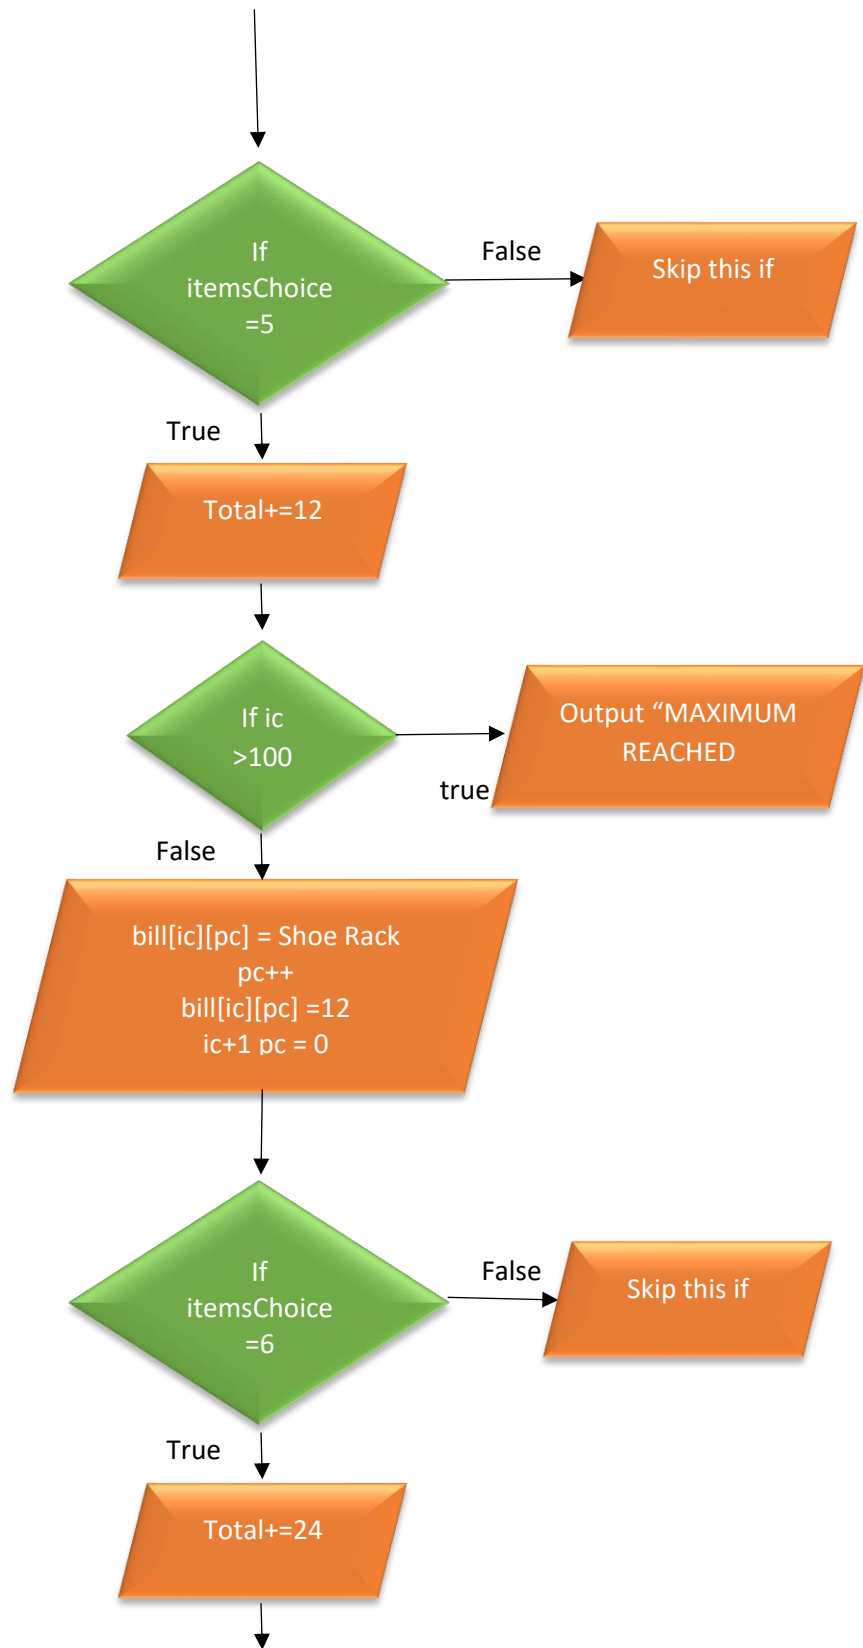 If
itemsChoice
=5
False
Skip this if
True
Total+=12
If ic
>100
true
Output “MAXIMUM
REACHED
False
bill[ic][pc] = Shoe Rack
pc++
bill[ic][pc] =12
ic+1 pc = 0
If
itemsChoice
=6
False
Skip this if
True
Total+=24